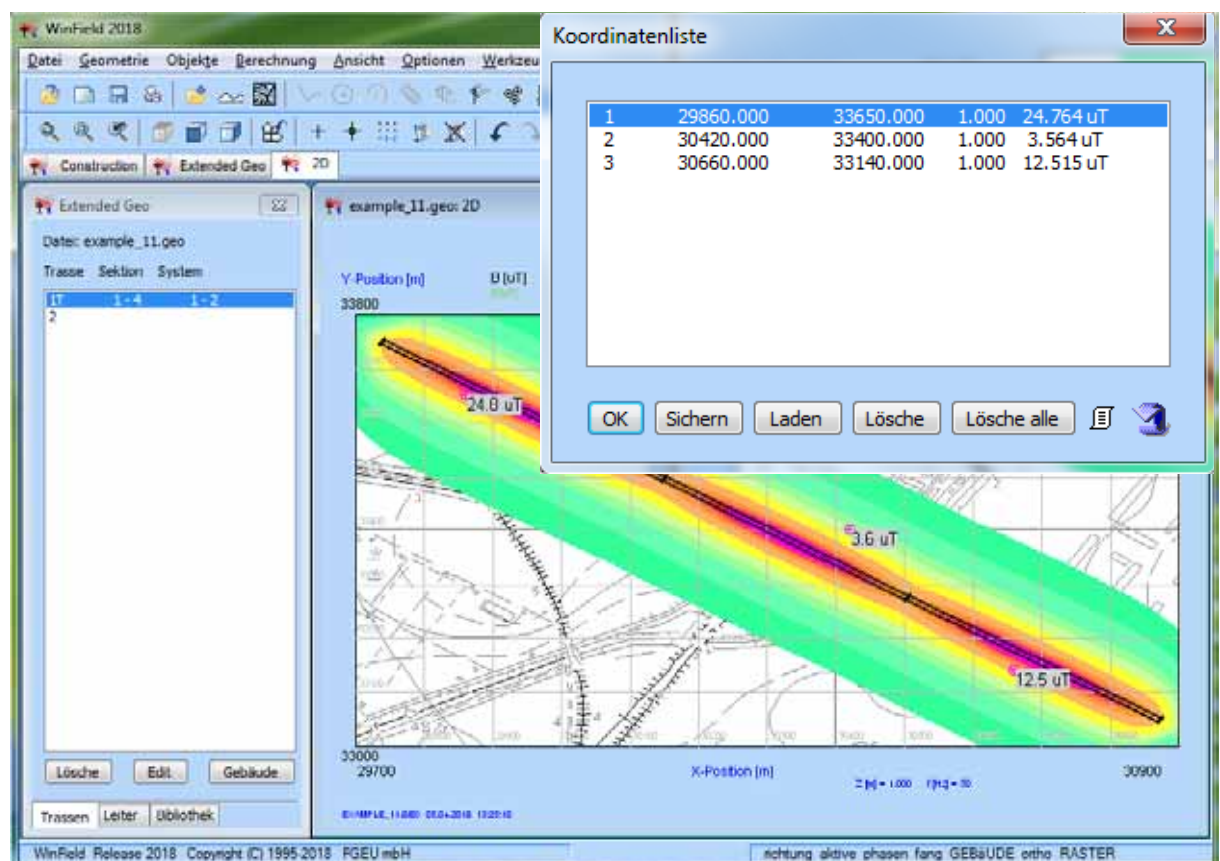 WinField 2018
Datei Geometrie Objekte Berechnung Ansicht Optionen Werkzeu
Construction Extended Geo 2D
Extended Geo
Datei: example_11.geo
Trasse Sektion System
1T 1-4 1-2
2
Lösche Edit Gebäude
Trassen Leiter Bibliothek
example_11.geo: 2D
Y-Position [m] B [uT]
33800
24.8 uT
3.6 uT
12.5 uT
33000
29700 X-Position [m] 30900
Z [m] = 1.000 f [Hz] = 50
Koordinatenliste
1 29860.000 33650.000 1.000 24.764 uT
2 30420.000 33400.000 1.000 3.564 uT
3 30660.000 33140.000 1.000 12.515 uT
OK Sichern Laden Lösche Lösche alle
WinField Release 2018 Copyright (C) 1995-2018 FGEU mbH
richtung aktive phasen fang GEBäUDE ortho RASTER